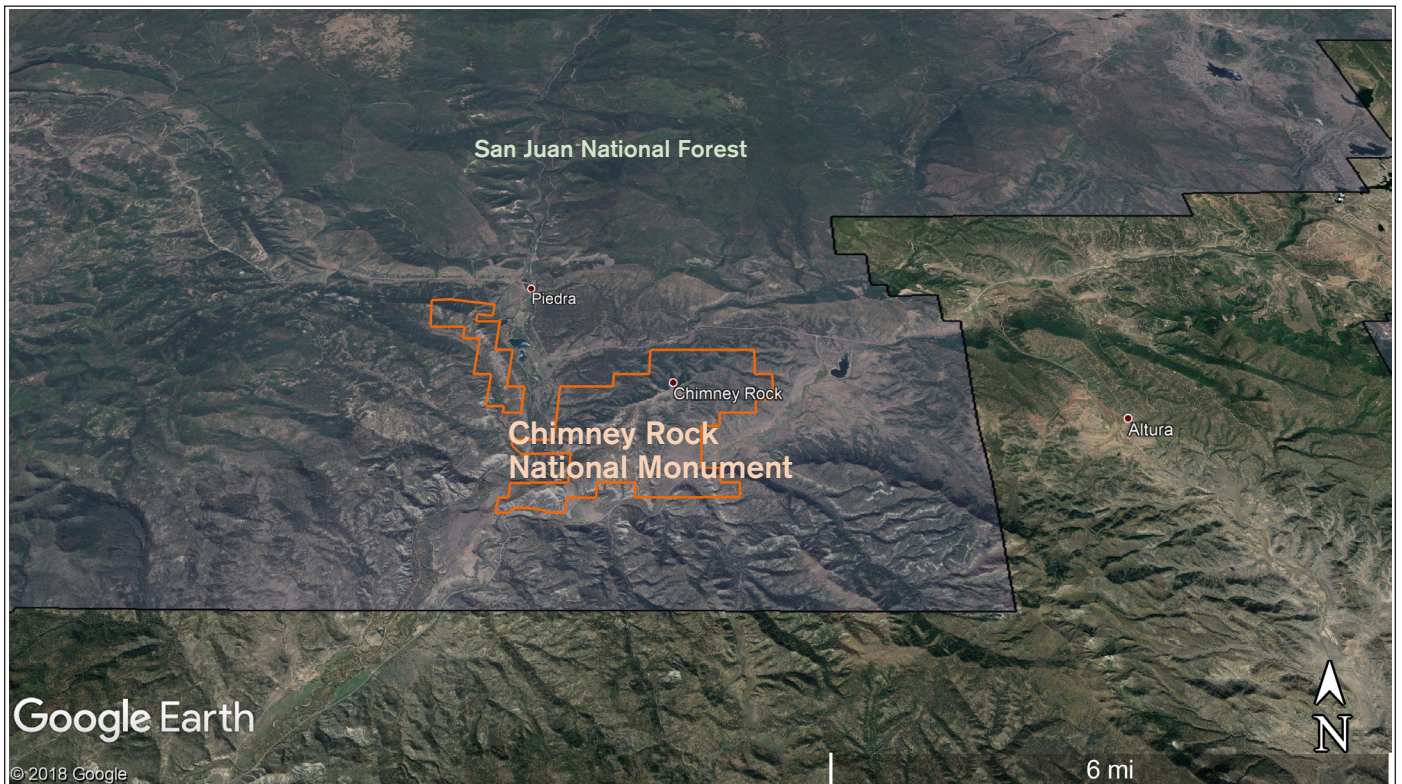 San Juan National Forest
Piedra
Chimney Rock
Chimney Rock
National Monument
Altura
Google Earth
N
© 2018 Google
6 mi